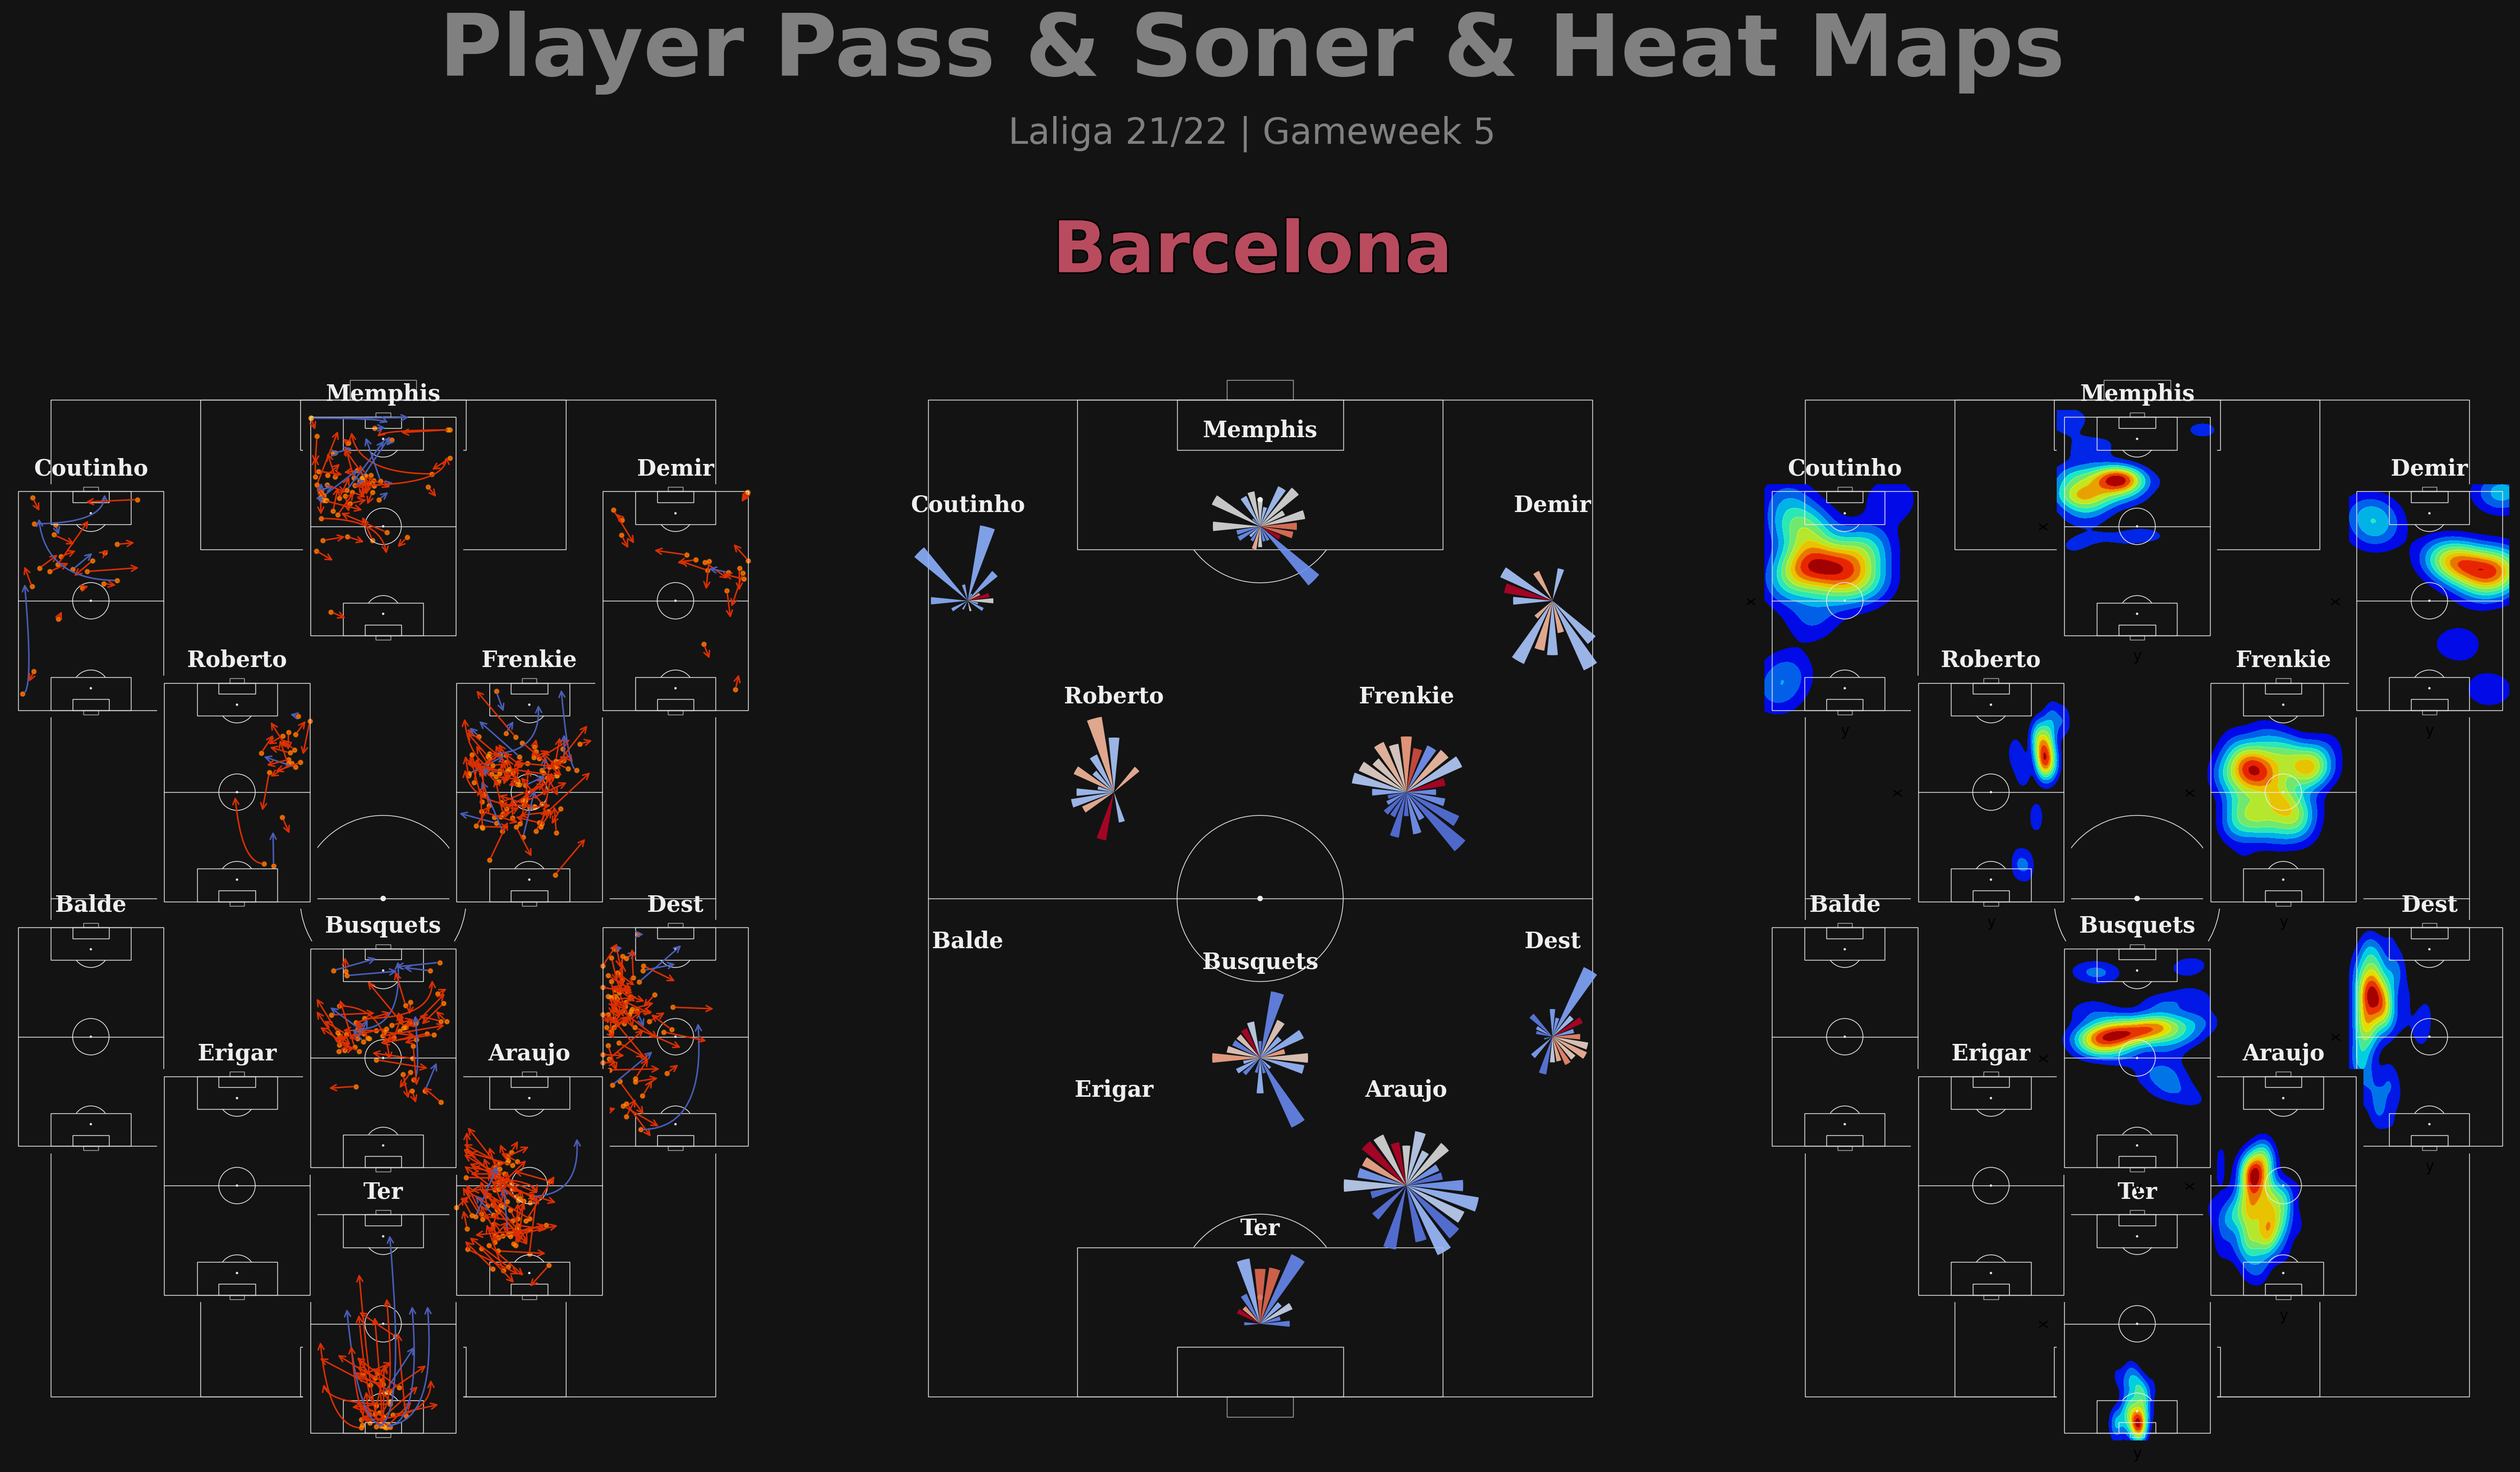 Player Pass & Soner & Heat Maps
Laliga 21/22 | Gameweek 5
Barcelona
Memphis
Coutinho
Demir
Roberto
Frenkie
Balde
Busquets
Dest
Erigar
Araujo
Ter
Memphis
Coutinho
Demir
Roberto
Frenkie
Balde
Busquets
Dest
Erigar
Araujo
Ter
Memphis
Coutinho
Demir
x
x
x
y
Roberto
Frenkie
y
y
x
x
Balde
Busquets
Dest
y
y
x
Erigar
x
Araujo
y
Ter
x
y
x
y